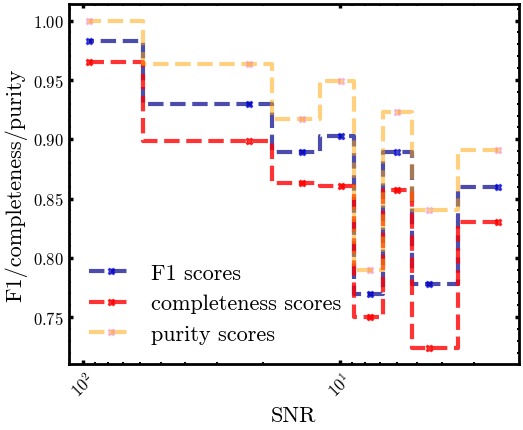 F1/completeness/purity
1.00
0.95
0.90
0.85
0.80
0.75
F1 scores
completeness scores
purity scores
10²
10¹
SNR